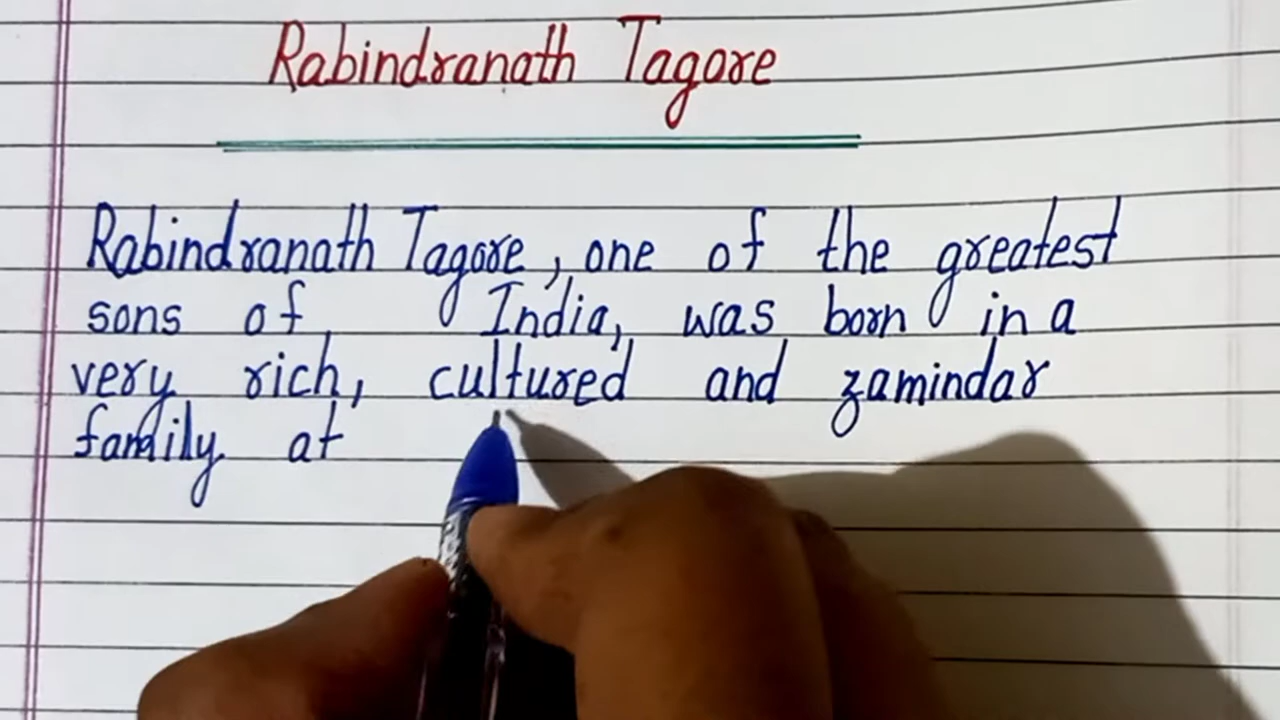 Rabindranath Tagore
Rabindranath Tagore, one of the greatest
sons of India, was born in a
very rich, cultured and zamindar
family at